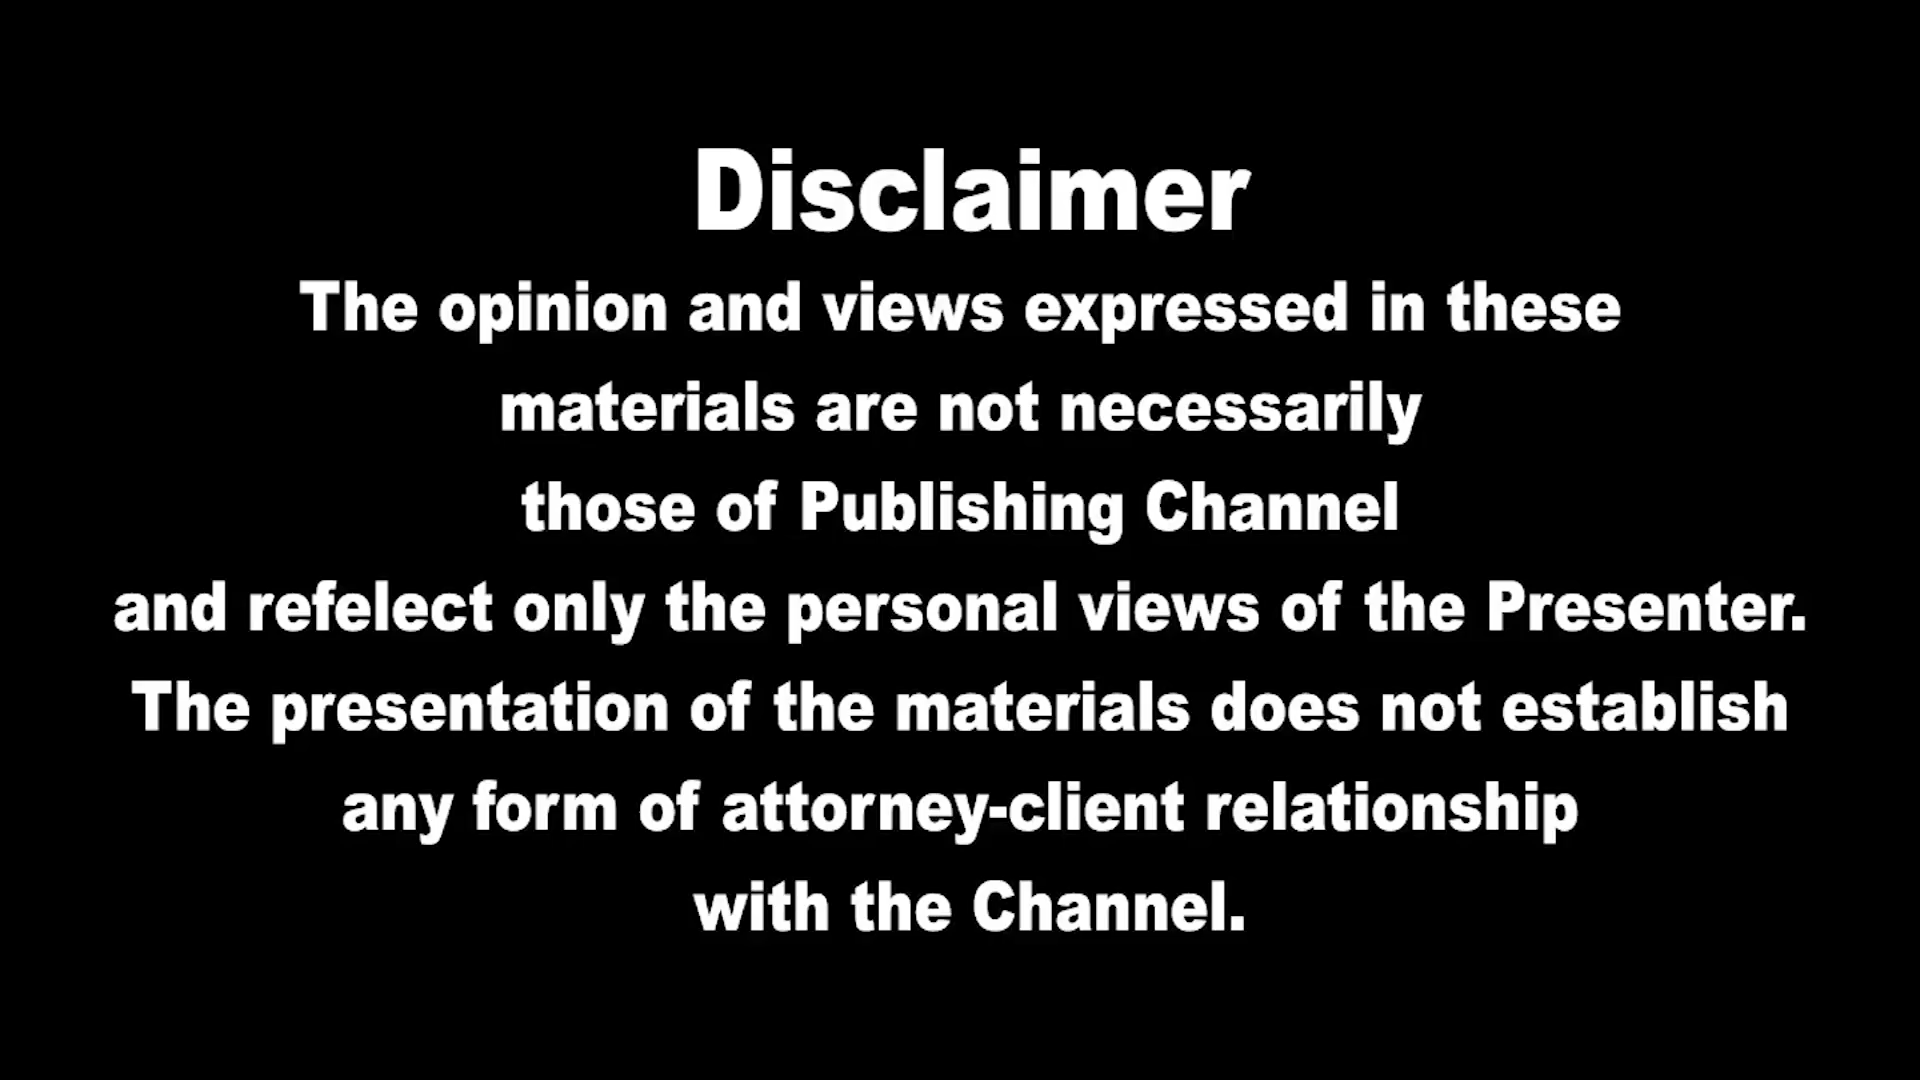 Disclaimer
The opinion and views expressed in these
materials are not necessarily
those of Publishing Channel
and refelect only the personal views of the Presenter.
The presentation of the materials does not establish
any form of attorney-client relationship
with the Channel.